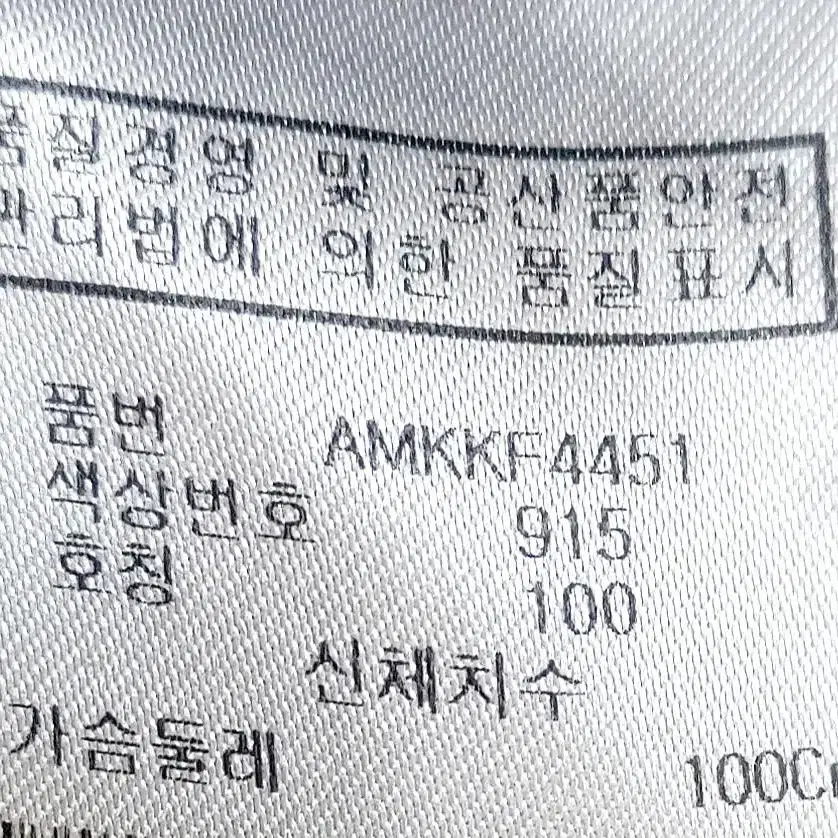 품질경영 및 공산품안전
관리법에 의한 품질표시
품번 AMKKF4451
색상번호 915
호칭 100
신체치수
가슴둘레 100C